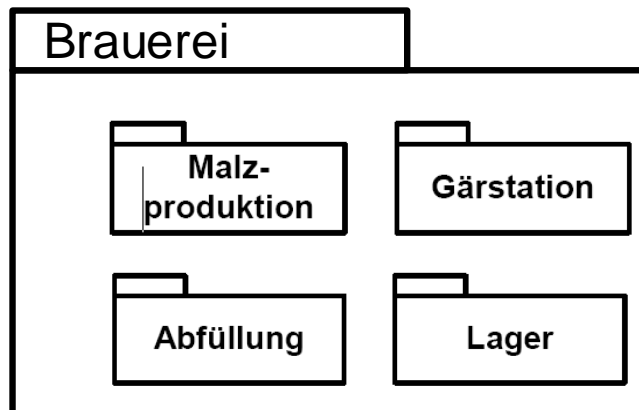 Brauerei
Malz-
produktion
Gärstation
Abfüllung
Lager